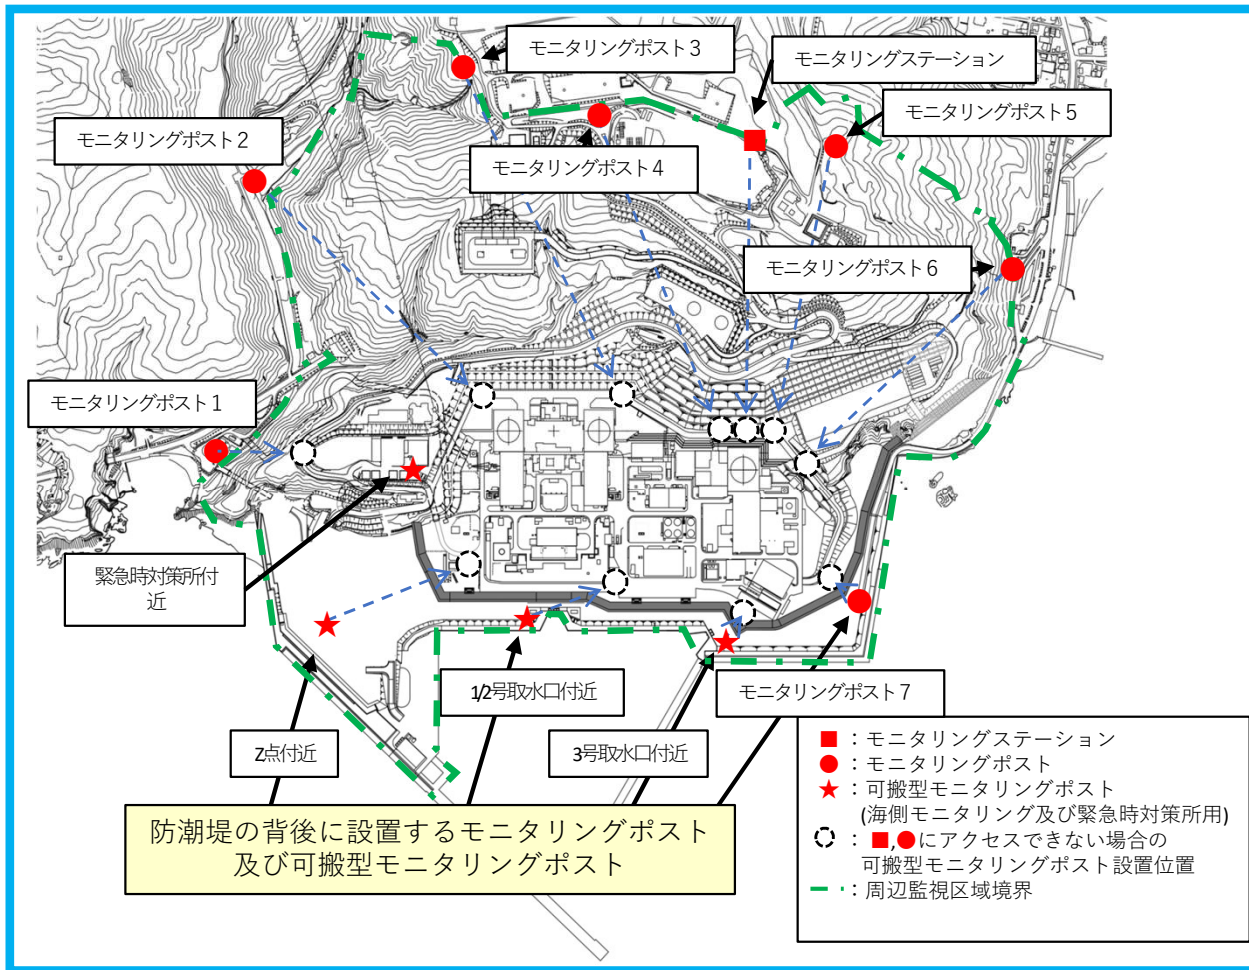 モニタリングポスト3
モニタリングステーション
モニタリングポスト5
モニタリングポスト2
モニタリングポスト4
モニタリングポスト6
モニタリングポスト1
緊急時対策所付
近
1/2号取水口付近
モニタリングポスト7
Z点付近
3号取水口付近
防潮堤の背後に設置するモニタリングポスト
及び可搬型モニタリングポスト
■：モニタリングステーション
●：モニタリングポスト
★：可搬型モニタリングポスト
(海側モニタリング及び緊急時対策所用)
：■,●にアクセスできない場合の
可搬型モニタリングポスト設置位置
：周辺監視区域境界